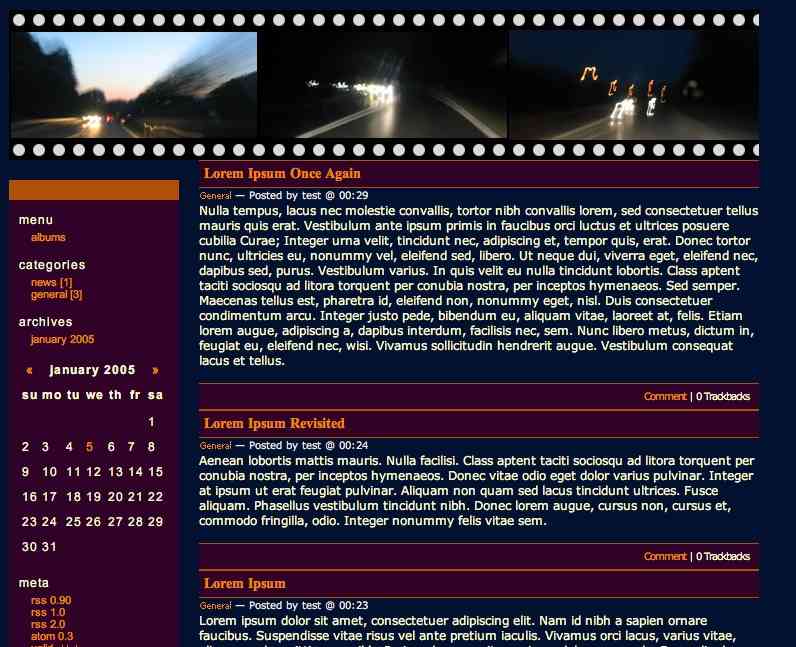 menu
albums
categories
news [1]
general [3]
archives
january 2005
« january 2005 »
su mo tu we th fr sa
1
2 3 4 5 6 7 8
9 10 11 12 13 14 15
16 17 18 19 20 21 22
23 24 25 26 27 28 29
30 31
meta
rss 0.90
rss 1.0
rss 2.0
atom 0.3
Lorem Ipsum Once Again
General — Posted by test @ 00:29
Nulla tempus, lacus nec molestie convallis, tortor nibh convallis lorem, sed consectetuer tellus
mauris quis erat. Vestibulum ante ipsum primis in faucibus orci luctus et ultrices posuere
cubilia Curae; Integer urna velit, tincidunt nec, adipiscing et, tempor quis, erat. Donec tortor
nunc, ultricies eu, nonummy vel, eleifend sed, libero. Ut neque dui, viverra eget, eleifend nec,
dapibus sed, purus. Vestibulum varius. In quis velit eu nulla tincidunt lobortis. Class aptent
taciti sociosqu ad litora torquent per conubia nostra, per inceptos hymenaeos. Sed semper.
Maecenas tellus est, pharetra id, eleifend non, nonummy eget, nisl. Duis consectetuer
condimentum arcu. Integer justo pede, bibendum eu, aliquam vitae, laoreet at, felis. Etiam
lorem augue, adipiscing a, dapibus interdum, facilisis nec, sem. Nunc libero metus, dictum in,
feugiat eu, eleifend nec, wisi. Vivamus sollicitudin hendrerit augue. Vestibulum consequat
lacus et tellus.
Comment | 0 Trackbacks
Lorem Ipsum Revisited
General — Posted by test @ 00:24
Aenean lobortis mattis mauris. Nulla facilisi. Class aptent taciti sociosqu ad litora torquent per
conubia nostra, per inceptos hymenaeos. Donec vitae odio eget dolor varius pulvinar. Integer
at ipsum ut erat feugiat pulvinar. Aliquam non quam sed lacus tincidunt ultrices. Fusce
aliquam. Phasellus vestibulum tincidunt nibh. Donec lorem augue, cursus non, cursus et,
commodo fringilla, odio. Integer nonummy felis vitae sem.
Comment | 0 Trackbacks
Lorem Ipsum
General — Posted by test @ 00:23
Lorem ipsum dolor sit amet, consectetuer adipiscing elit. Nam id nibh a sapien ornare
faucibus. Suspendisse vitae risus vel ante pretium iaculis. Vivamus orci lacus, varius vitae,